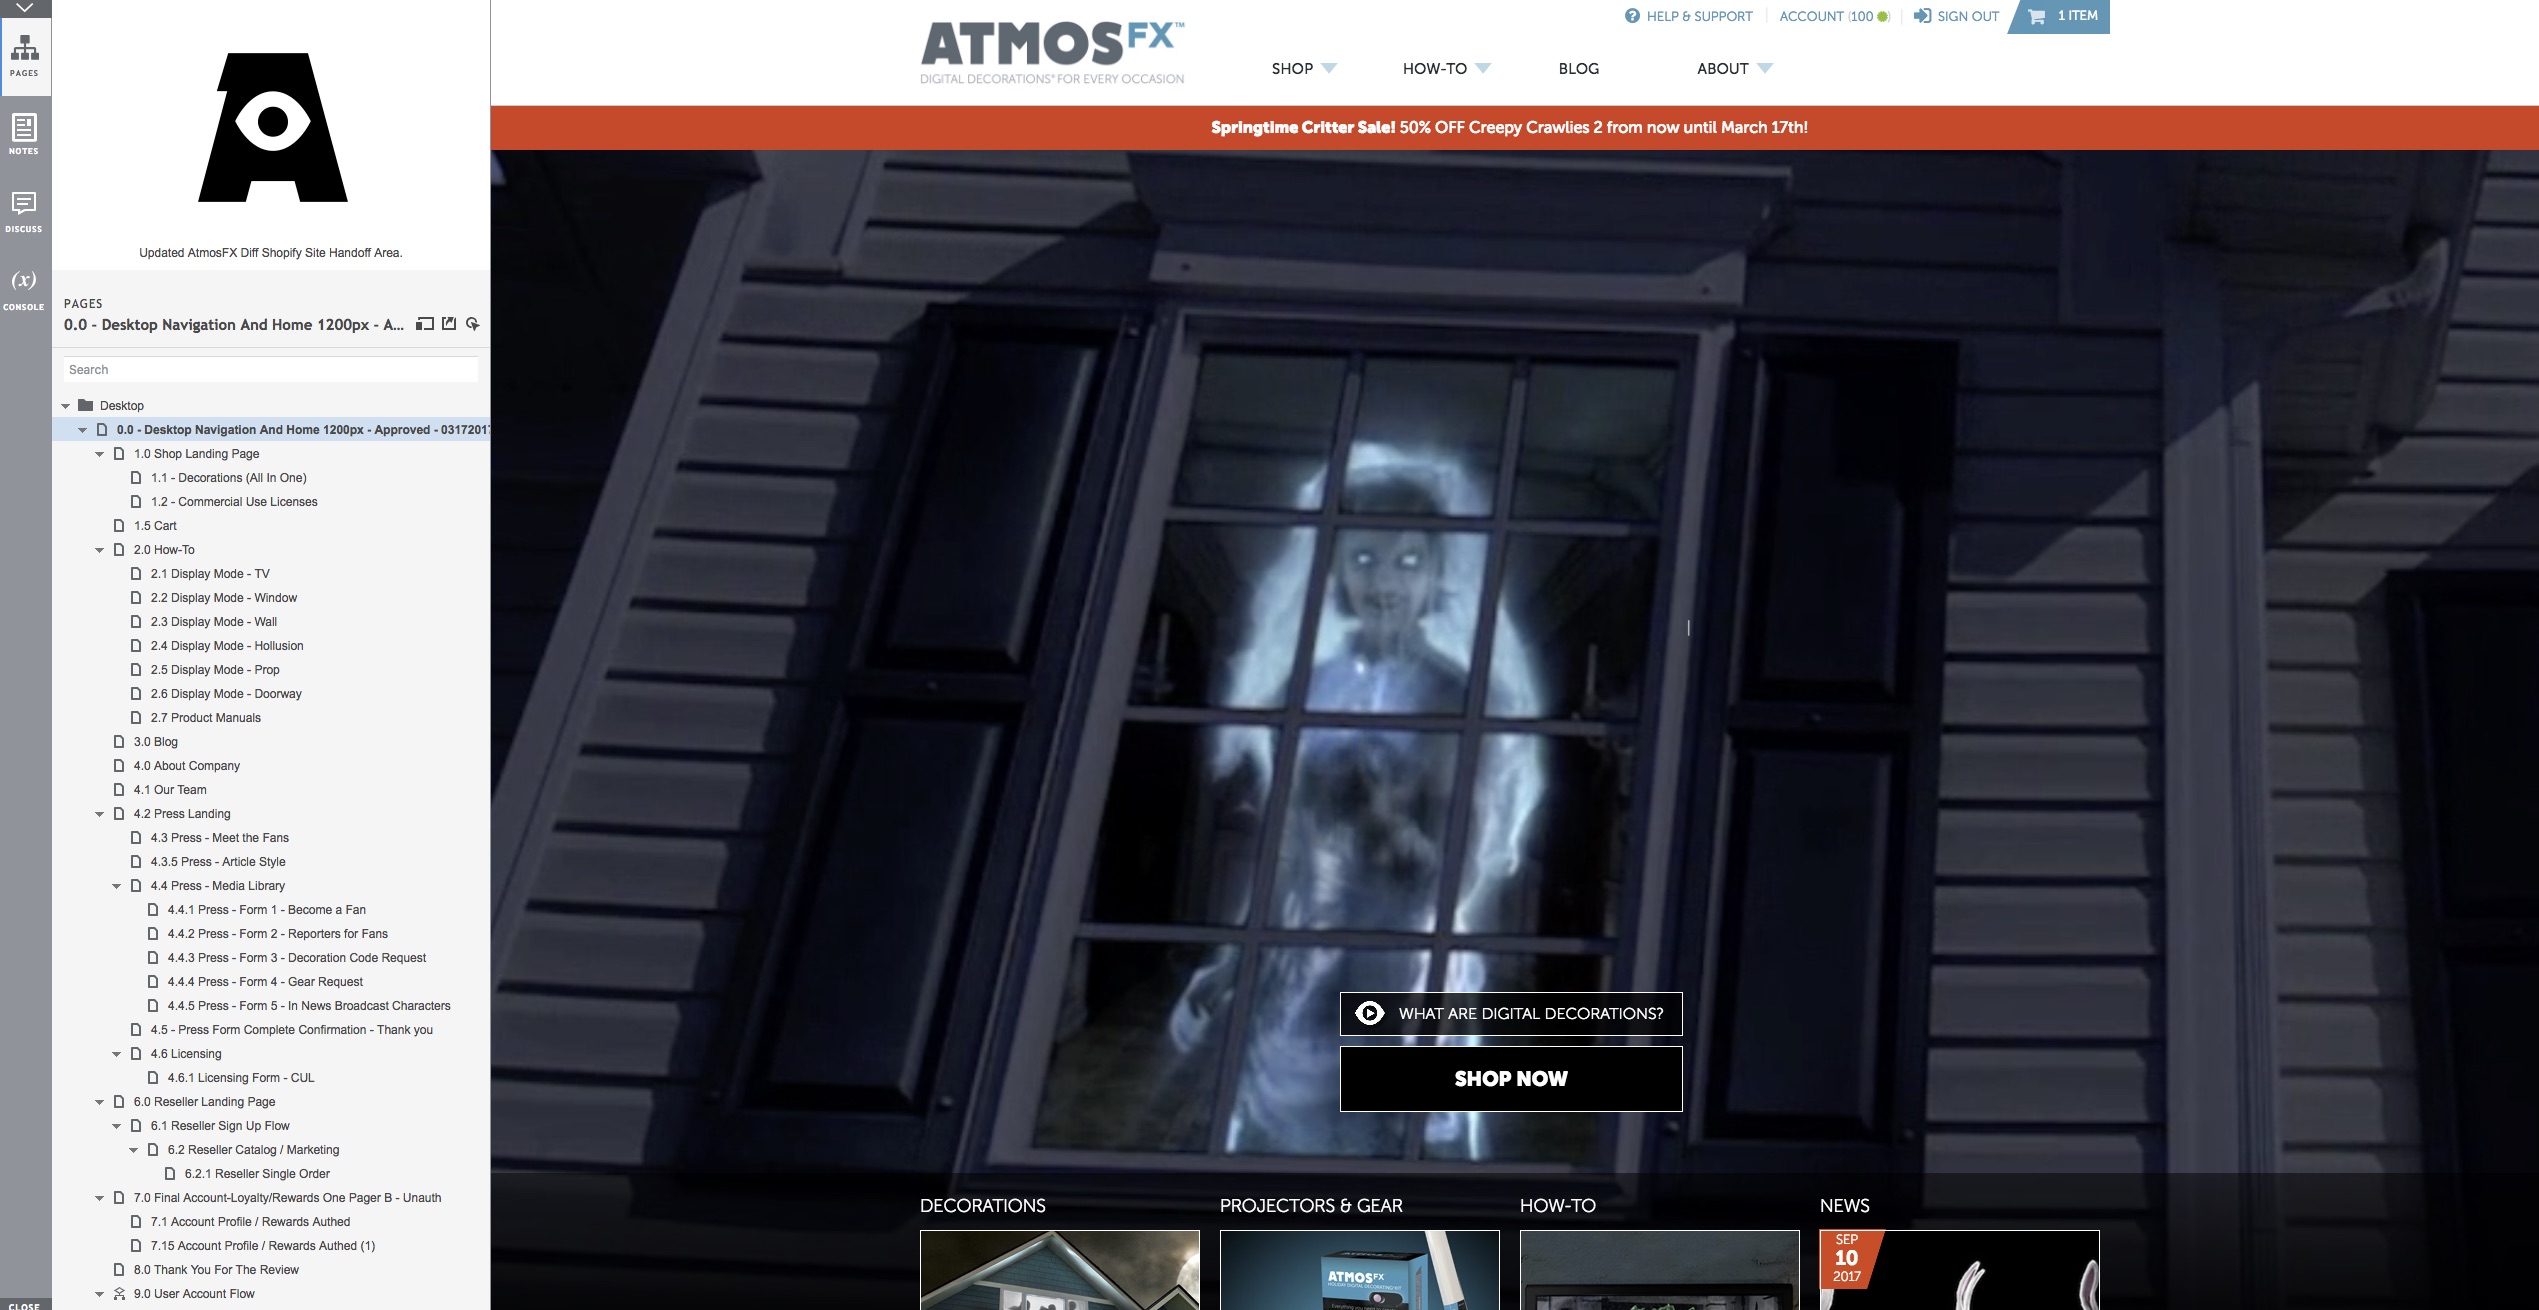 PAGES
NOTES
DISCUSS
(x)
CONSOLE
CLOSE
Updated AtmosFX Diff Shopify Site Handoff Area.
PAGES
0.0 - Desktop Navigation And Home 1200px - A...
Search
Desktop
0.0 - Desktop Navigation And Home 1200px - Approved - 0317201
1.0 Shop Landing Page
1.1 - Decorations (All In One)
1.2 - Commercial Use Licenses
1.5 Cart
2.0 How-To
2.1 Display Mode - TV
2.2 Display Mode - Window
2.3 Display Mode - Wall
2.4 Display Mode - Hollusion
2.5 Display Mode - Prop
2.6 Display Mode - Doorway
2.7 Product Manuals
3.0 Blog
4.0 About Company
4.1 Our Team
4.2 Press Landing
4.3 Press - Meet the Fans
4.3.5 Press - Article Style
4.4 Press - Media Library
4.4.1 Press - Form 1 - Become a Fan
4.4.2 Press - Form 2 - Reporters for Fans
4.4.3 Press - Form 3 - Decoration Code Request
4.4.4 Press - Form 4 - Gear Request
4.4.5 Press - Form 5 - In News Broadcast Characters
4.5 - Press Form Complete Confirmation - Thank you
4.6 Licensing
4.6.1 Licensing Form - CUL
6.0 Reseller Landing Page
6.1 Reseller Sign Up Flow
6.2 Reseller Catalog / Marketing
6.2.1 Reseller Single Order
7.0 Final Account-Loyalty/Rewards One Pager B - Unauth
7.1 Account Profile / Rewards Authed
7.15 Account Profile / Rewards Authed (1)
8.0 Thank You For The Review
9.0 User Account Flow
ATMOSFX™
DIGITAL DECORATIONS® FOR EVERY OCCASION
HELP & SUPPORT
ACCOUNT (100 )
SIGN OUT
1 ITEM
SHOP
HOW-TO
BLOG
ABOUT
Springtime Critter Sale! 50% OFF Creepy Crawlies 2 from now until March 17th!
WHAT ARE DIGITAL DECORATIONS?
SHOP NOW
DECORATIONS
PROJECTORS & GEAR
HOW-TO
NEWS
ATMOSFX
SEP
10
2017